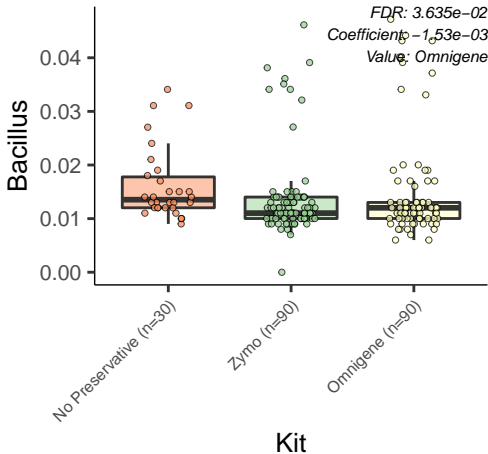 FDR: 3.635e−02
Coefficient: −1.53e−03
Value: Omnigene
Bacillus
0.04
0.03
0.02
0.01
0.00
No Preservative (n=30)
Zymo (n=90)
Omnigene (n=90)
Kit